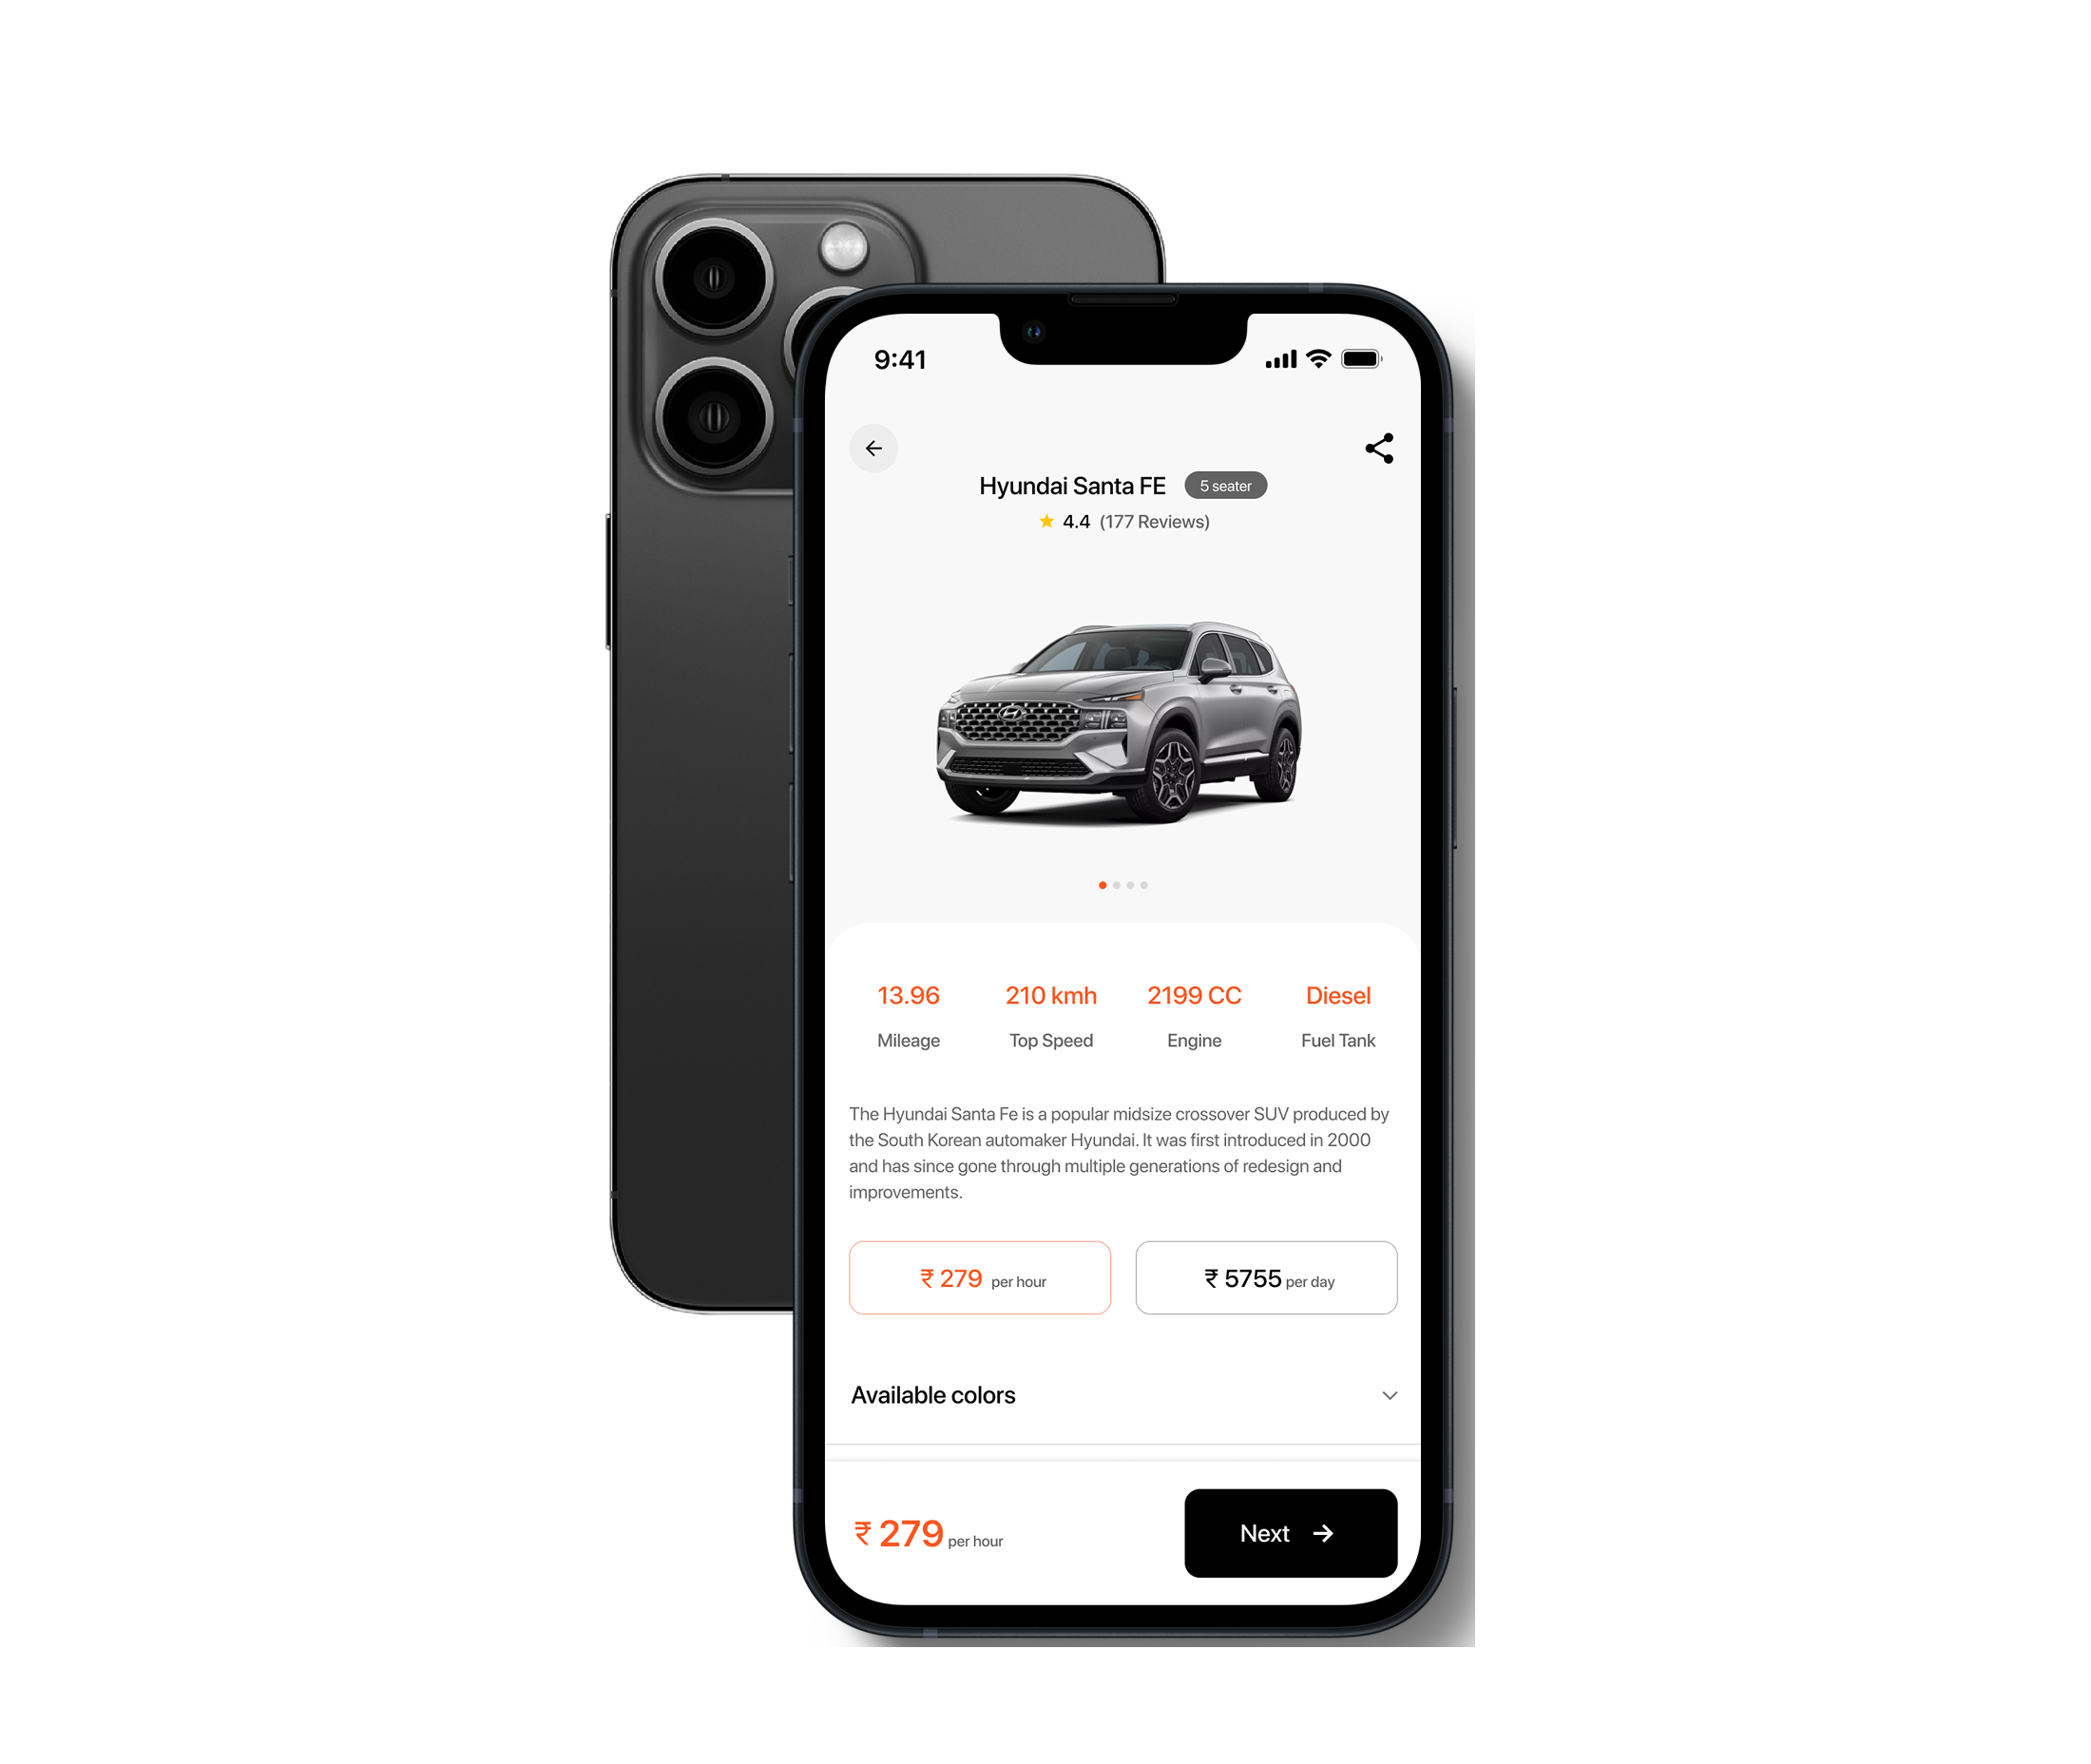 9:41
Hyundai Santa FE 5 seater
4.4 (177 Reviews)
13.96 210 kmh 2199 CC Diesel
Mileage Top Speed Engine Fuel Tank
The Hyundai Santa Fe is a popular midsize crossover SUV produced by
the South Korean automaker Hyundai. It was first introduced in 2000
and has since gone through multiple generations of redesign and
improvements.
₹ 279 per hour ₹ 5755 per day
Available colors
₹ 279 per hour Next